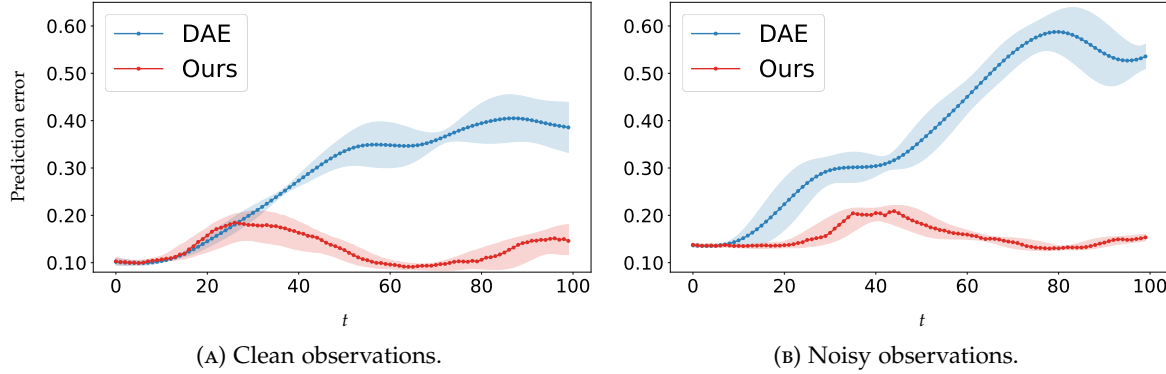 0.60
0.50
0.40
0.30
0.20
0.10
Prediction error
DAE
Ours
0 20 40 60 80 100
t
(A) Clean observations.
0.60
0.50
0.40
0.30
0.20
0.10
DAE
Ours
0 20 40 60 80 100
t
(B) Noisy observations.